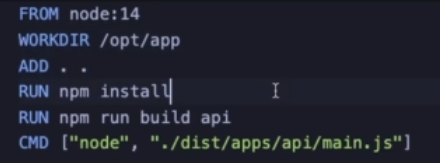 FROM node:14
WORKDIR /opt/app
ADD . .
RUN npm install
RUN npm run build api
CMD ["node", "./dist/apps/api/main.js"]